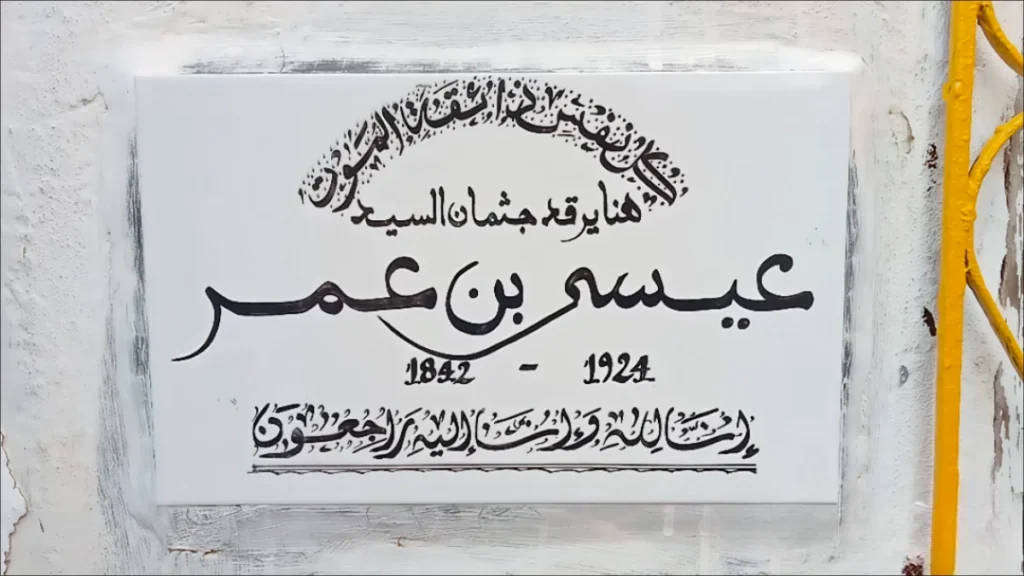 كل نفس ذائقة الموت
هنا يرقد جثمان السيد
عيسى بن عمر
1842 - 1924
إنا لله وإنا إليه راجعون